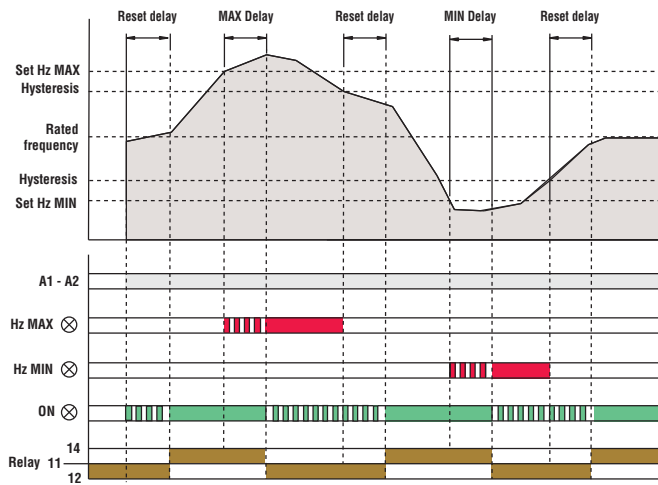 Reset delay MAX Delay Reset delay MIN Delay Reset delay
Set Hz MAX
Hysteresis
Rated
frequency
Hysteresis
Set Hz MIN
A1 - A2
Hz MAX
Hz MIN
ON
14
Relay 11
12